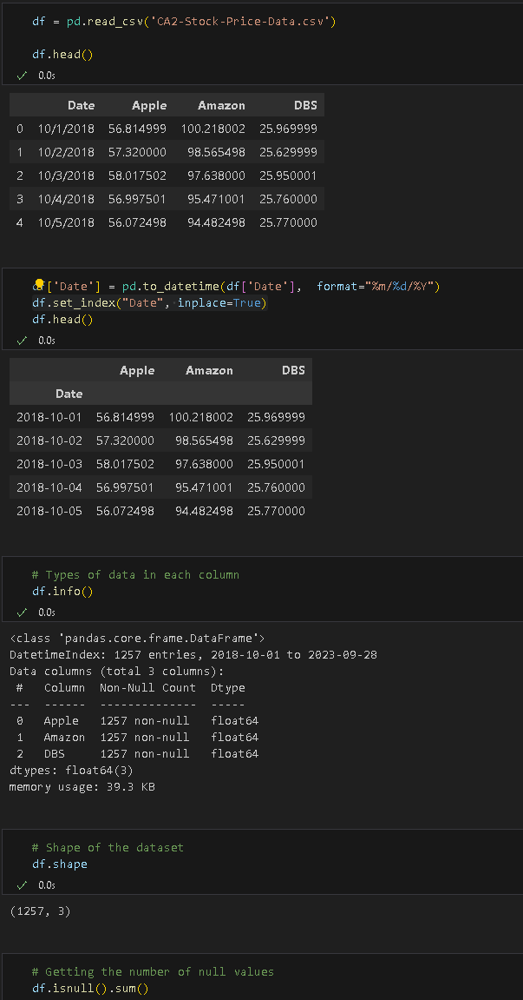 df = pd.read_csv('CA2-Stock-Price-Data.csv')
df.head()
0.0s
Date Apple Amazon DBS
0 10/1/2018 56.814999 100.218002 25.969999
1 10/2/2018 57.320000 98.565498 25.629999
2 10/3/2018 58.017502 97.638000 25.950001
3 10/4/2018 56.997501 95.471001 25.760000
4 10/5/2018 56.072498 94.482498 25.770000
df['Date'] = pd.to_datetime(df['Date'], format="%m/%d/%Y")
df.set_index("Date", inplace=True)
df.head()
0.0s
Apple Amazon DBS
Date
2018-10-01 56.814999 100.218002 25.969999
2018-10-02 57.320000 98.565498 25.629999
2018-10-03 58.017502 97.638000 25.950001
2018-10-04 56.997501 95.471001 25.760000
2018-10-05 56.072498 94.482498 25.770000
# Types of data in each column
df.info()
0.0s
<class 'pandas.core.frame.DataFrame'>
DatetimeIndex: 1257 entries, 2018-10-01 to 2023-09-28
Data columns (total 3 columns):
# Column Non-Null Count Dtype
--- ------ -------------- -----
0 Apple 1257 non-null float64
1 Amazon 1257 non-null float64
2 DBS 1257 non-null float64
dtypes: float64(3)
memory usage: 39.3 KB
# Shape of the dataset
df.shape
0.0s
(1257, 3)
# Getting the number of null values
df.isnull().sum()